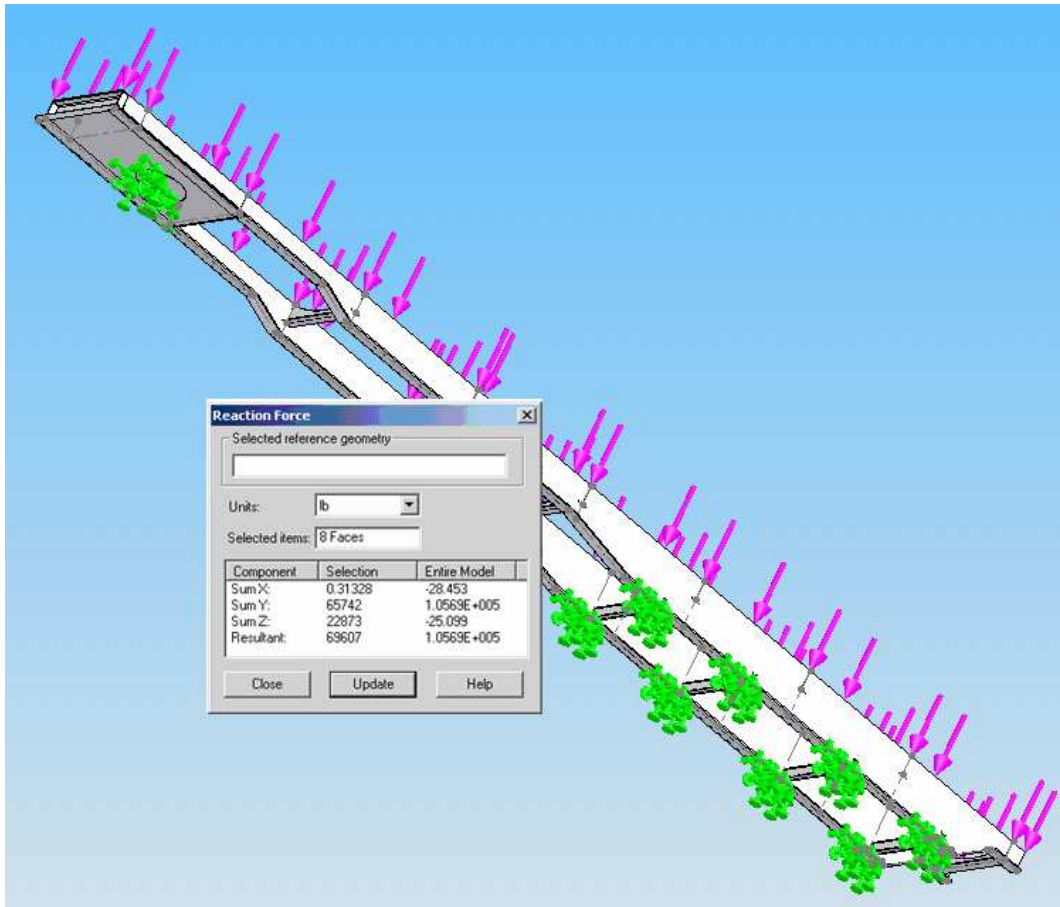 Reaction Force
Selected reference geometry
Units: lb
Selected items: 8 Faces
Component Selection Entire Model
Sum X: 0.31328 -28.453
Sum Y: 65742 1.0569E+005
Sum Z: 22873 -25.099
Resultant: 69607 1.0569E+005
Close Update Help